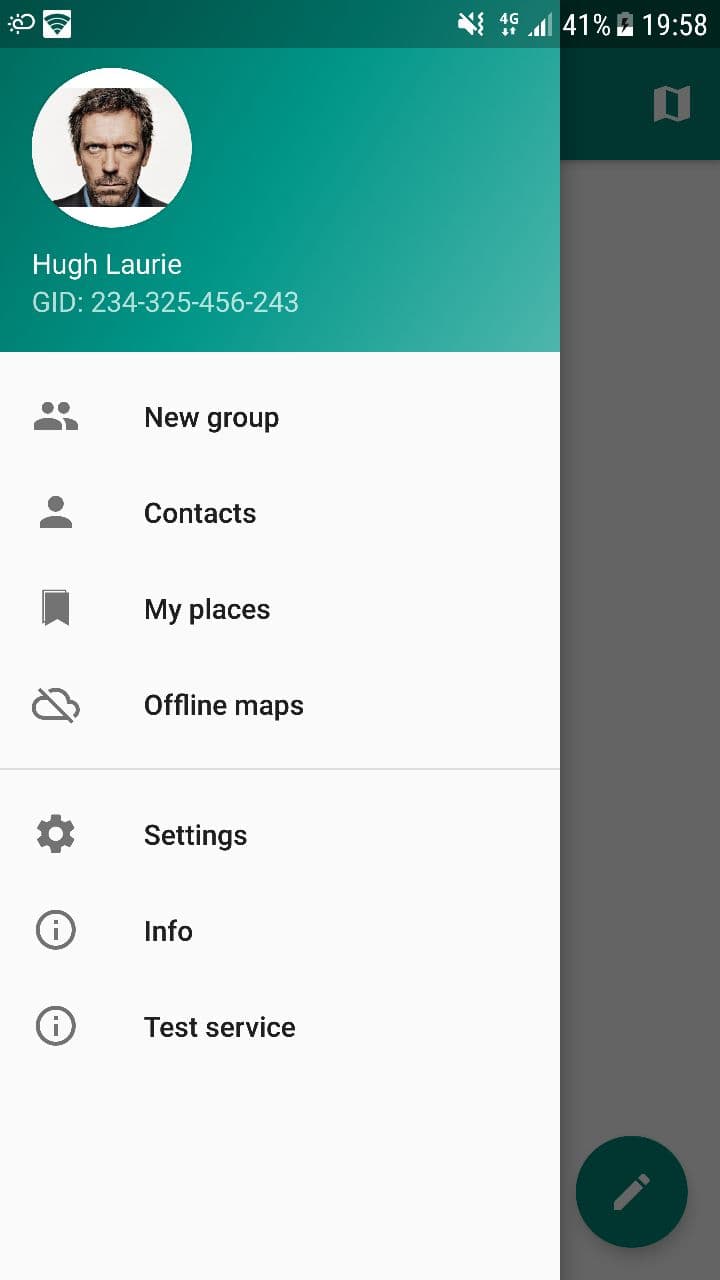 4G 41% 19:58
Hugh Laurie
GID: 234-325-456-243
New group
Contacts
My places
Offline maps
Settings
Info
Test service